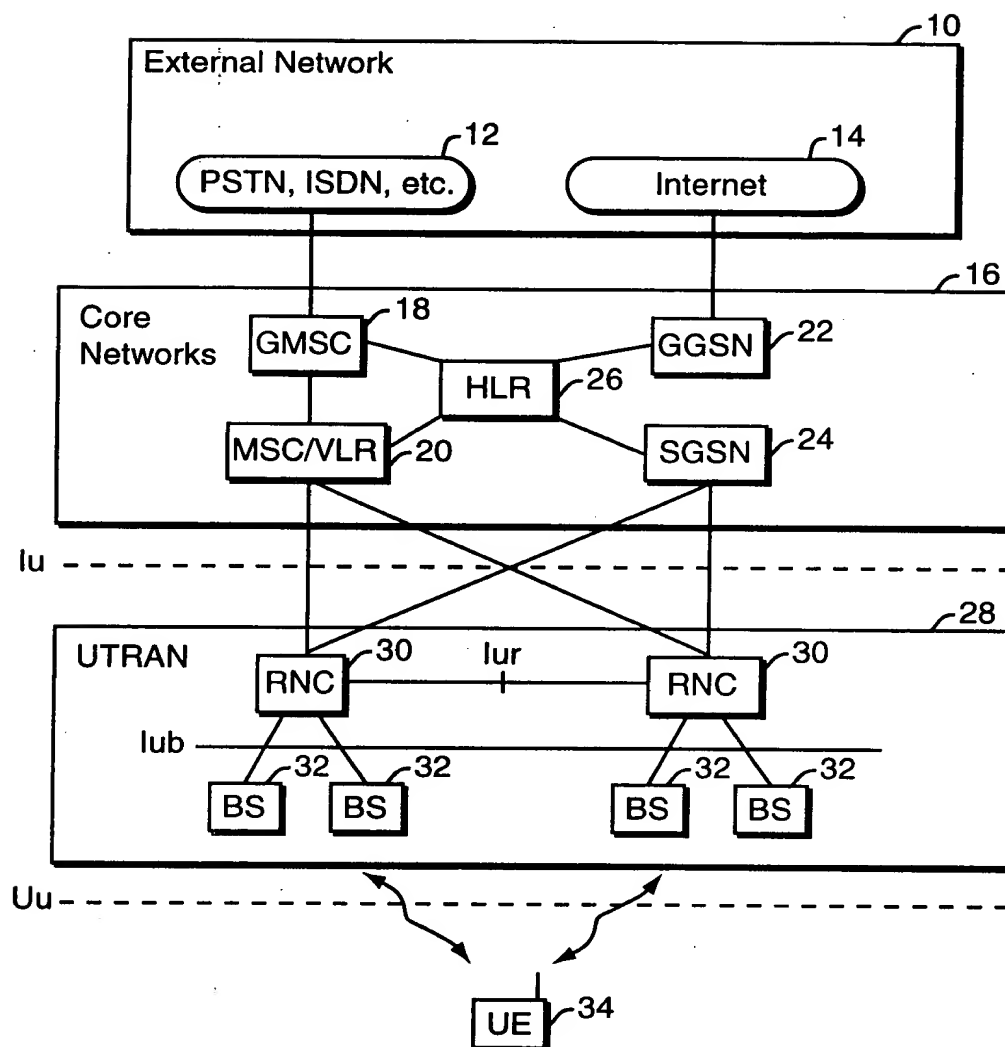 10
External Network
12
14
PSTN, ISDN, etc.
Internet
16
Core
Networks
18
GMSC
GGSN
22
HLR
26
MSC/VLR
20
SGSN
24
Iu
28
UTRAN
30
Iur
30
RNC
RNC
Iub
32
32
32
32
BS
BS
BS
BS
Uu
UE
34